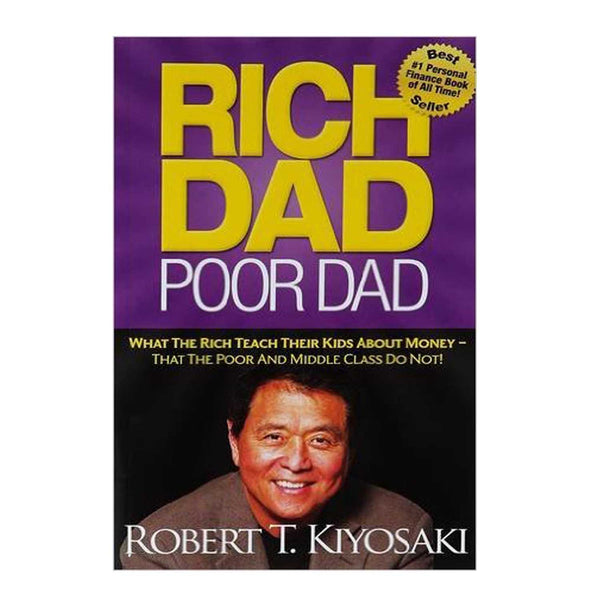 Best
#1 Personal
Finance Book
of All Time!
Seller
RICH
DAD
POOR DAD
WHAT THE RICH TEACH THEIR KIDS ABOUT MONEY –
THAT THE POOR AND MIDDLE CLASS DO NOT!
ROBERT T. KIYOSAKI